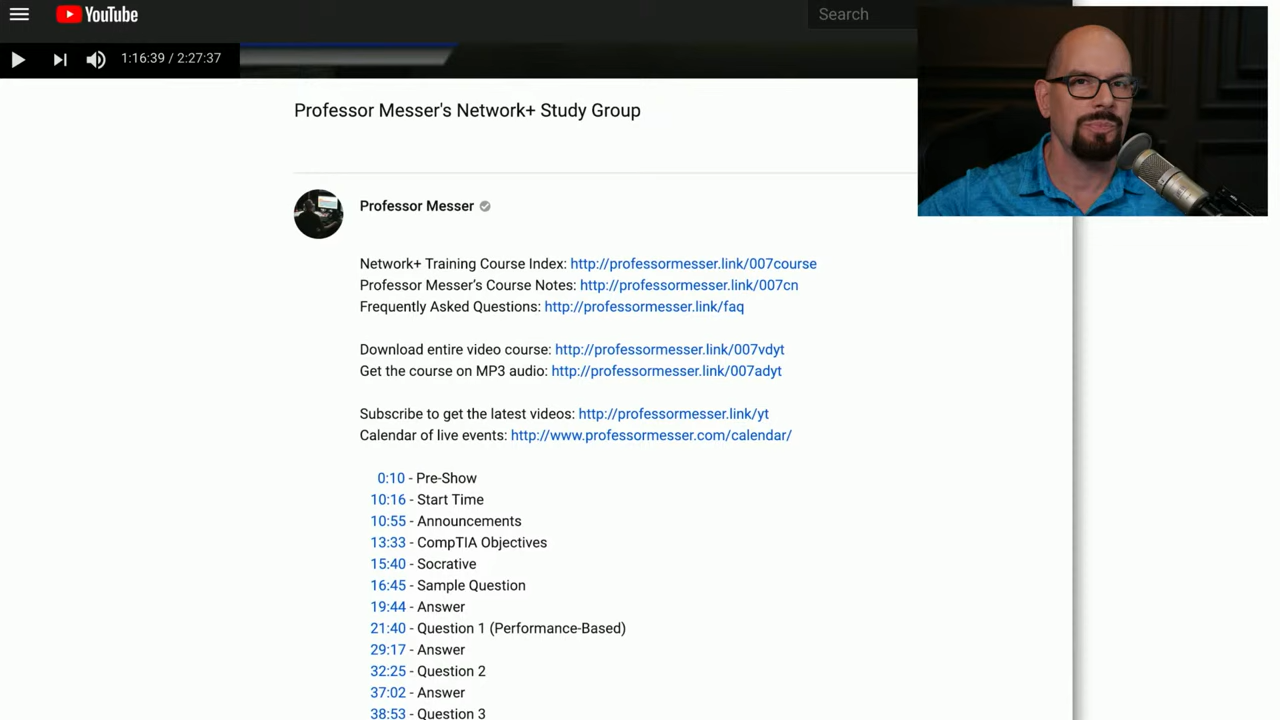 YouTube
Search
1:16:39 / 2:27:37
Professor Messer's Network+ Study Group
Professor Messer
Network+ Training Course Index: http://professormesser.link/007course
Professor Messer’s Course Notes: http://professormesser.link/007cn
Frequently Asked Questions: http://professormesser.link/faq
Download entire video course: http://professormesser.link/007vdyt
Get the course on MP3 audio: http://professormesser.link/007adyt
Subscribe to get the latest videos: http://professormesser.link/yt
Calendar of live events: http://www.professormesser.com/calendar/
0:10 - Pre-Show
10:16 - Start Time
10:55 - Announcements
13:33 - CompTIA Objectives
15:40 - Socrative
16:45 - Sample Question
19:44 - Answer
21:40 - Question 1 (Performance-Based)
29:17 - Answer
32:25 - Question 2
37:02 - Answer
38:53 - Question 3